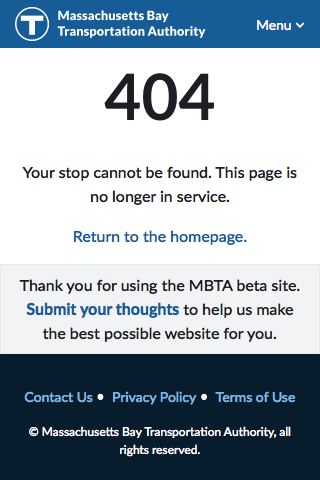 T
Massachusetts Bay
Transportation Authority
Menu
404
Your stop cannot be found. This page is
no longer in service.
Return to the homepage.
Thank you for using the MBTA beta site.
Submit your thoughts to help us make
the best possible website for you.
Contact Us • Privacy Policy • Terms of Use
© Massachusetts Bay Transportation Authority, all
rights reserved.